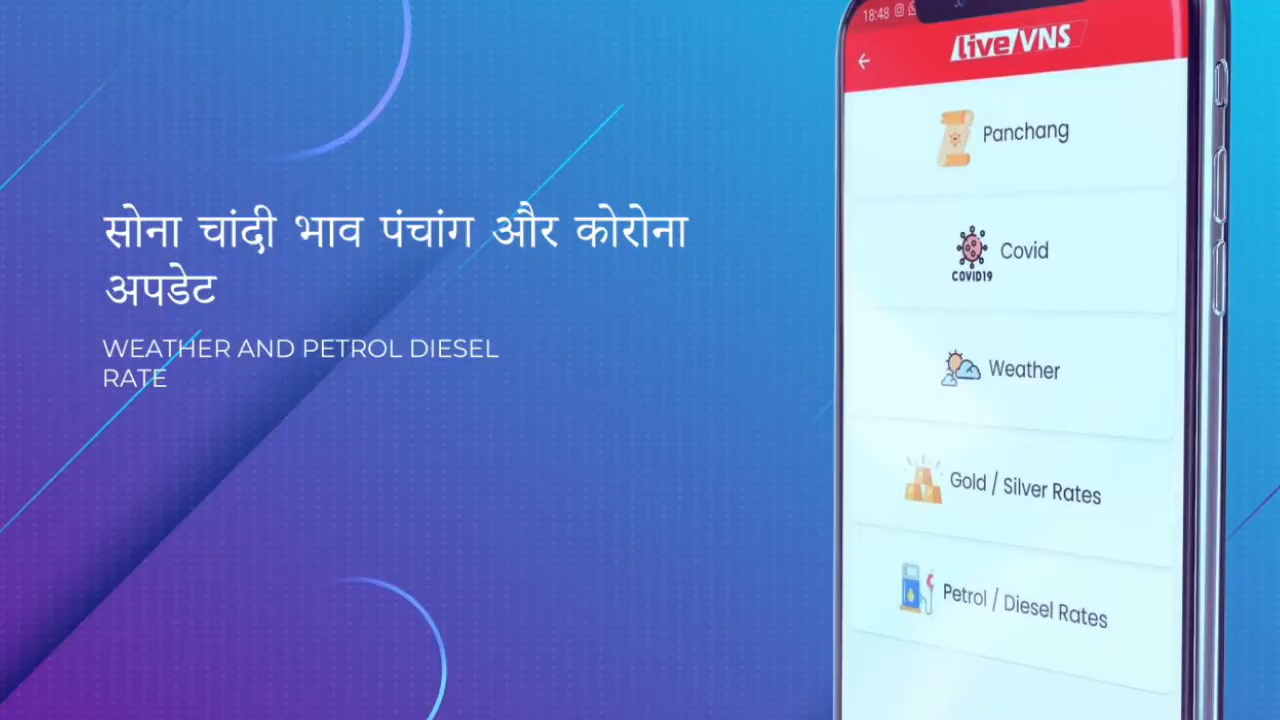 सोना चांदी भाव पंचांग और कोरोना
अपडेट
WEATHER AND PETROL DIESEL
RATE
18:48
live VNS
Panchang
COVID19
Covid
Weather
Gold / Silver Rates
Petrol / Diesel Rates